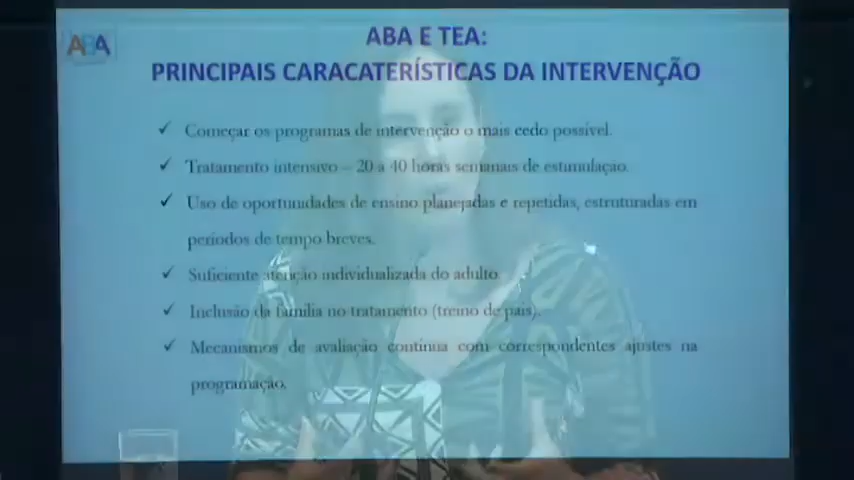 ABA
ABA E TEA:
PRINCIPAIS CARACATERÍSTICAS DA INTERVENÇÃO
Começar os programas de intervenção o mais cedo possível.
Tratamento intensivo – 20 a 40 horas semanais de estimulação.
Uso de oportunidades de ensino planejadas e repetidas, estruturadas em
períodos de tempo breves.
Suficiente atenção individualizada do adulto.
Inclusão da família no tratamento (treino de pais).
Mecanismos de avaliação contínua com correspondentes ajustes na
programação.